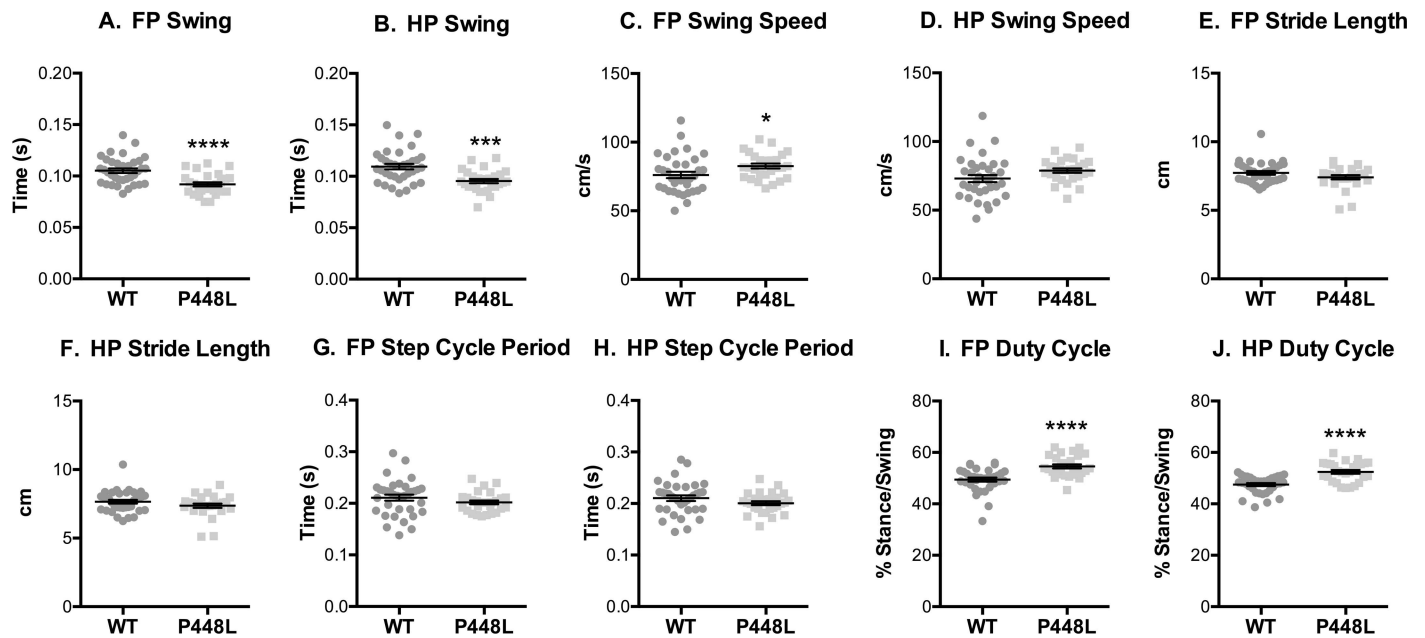 A. FP Swing
B. HP Swing
C. FP Swing Speed
D. HP Swing Speed
E. FP Stride Length
0.20
0.15
0.10
0.05
0.00
Time (s)
****
WT
P448L
0.20
0.15
0.10
0.05
0.00
Time (s)
***
WT
P448L
150
100
50
0
cm/s
*
WT
P448L
150
100
50
0
cm/s
WT
P448L
15
10
5
0
cm
WT
P448L
F. HP Stride Length
G. FP Step Cycle Period
H. HP Step Cycle Period
I. FP Duty Cycle
J. HP Duty Cycle
15
10
5
0
cm
WT
P448L
0.4
0.3
0.2
0.1
0.0
Time (s)
WT
P448L
0.4
0.3
0.2
0.1
0.0
Time (s)
WT
P448L
80
60
40
20
0
% Stance/Swing
****
WT
P448L
80
60
40
20
0
% Stance/Swing
****
WT
P448L